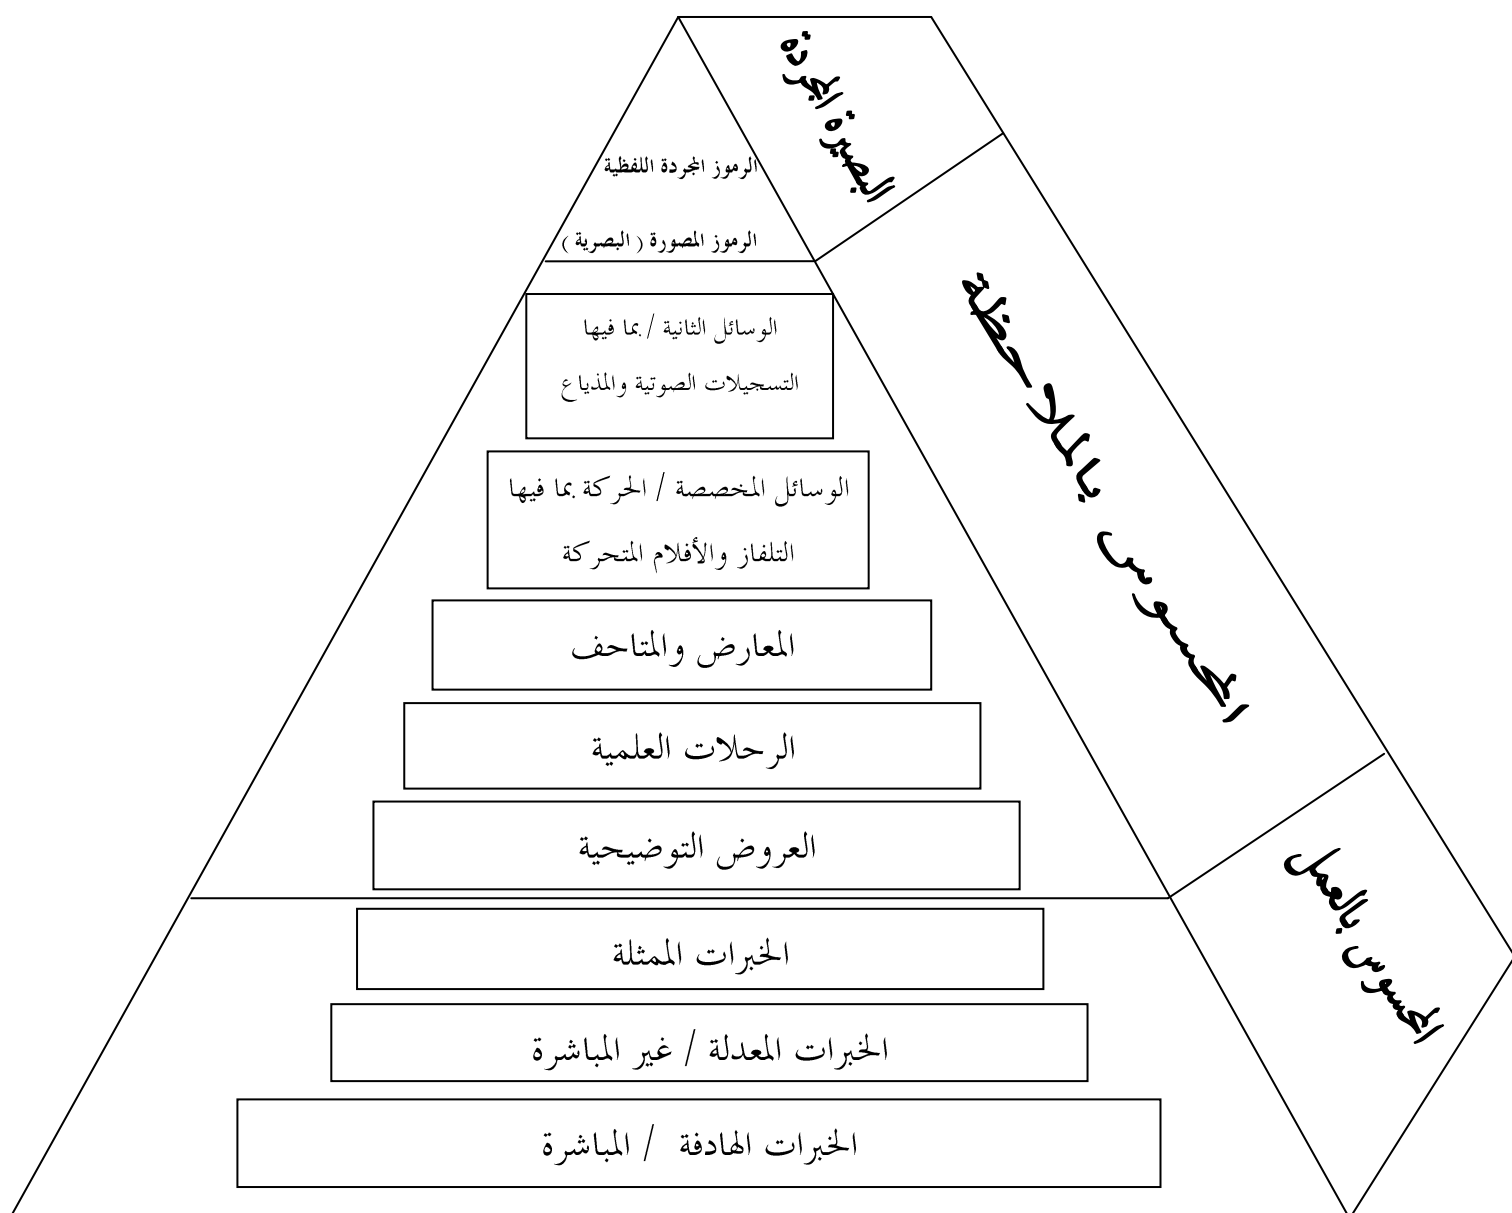 البصيرة المجردة
الرموز المجردة اللفظية
الرموز المصورة ( البصرية )
المحسوس بالملاحظة
الوسائل الثانية / بما فيها
التسجيلات الصوتية والمذياع
الوسائل المخصصة / الحركة بما فيها
التلفاز والأفلام المتحركة
المعارض والمتاحف
الرحلات العلمية
العروض التوضيحية
المحسوس بالعمل
الخبرات الممثلة
الخبرات المعدلة / غير المباشرة
الخبرات الهادفة / المباشرة